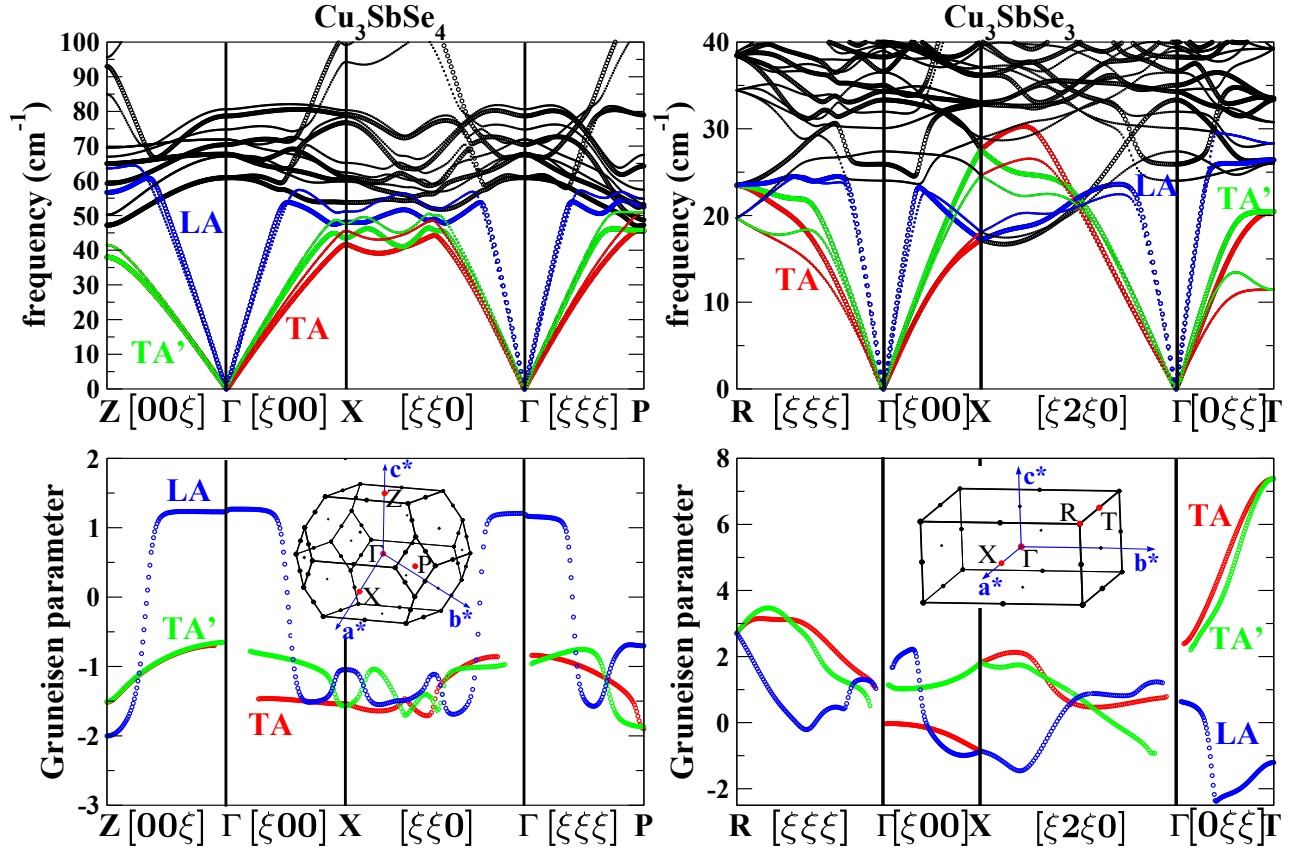 Cu3SbSe4
100
90
80
70
60
50
40
30
20
10
0
frequency (cm-1)
LA
TA
TA'
Z [00ξ] Γ [ξ00] X [ξξ0] Γ [ξξξ] P
Cu3SbSe3
40
30
20
10
0
frequency (cm-1)
LA
TA'
TA
R [ξξξ] Γ[ξ00]X [ξ2ξ0] Γ[0ξξ]T
2
1
0
-1
-2
-3
Gruneisen parameter
LA
TA'
TA
c*
Z
Γ
P
X
a*
b*
Z [00ξ] Γ [ξ00] X [ξξ0] Γ [ξξξ] P
8
6
4
2
0
-2
Gruneisen parameter
c*
R
T
X
Γ
b*
a*
TA
TA'
LA
R [ξξξ] Γ[ξ00]X [ξ2ξ0] Γ[0ξξ]T